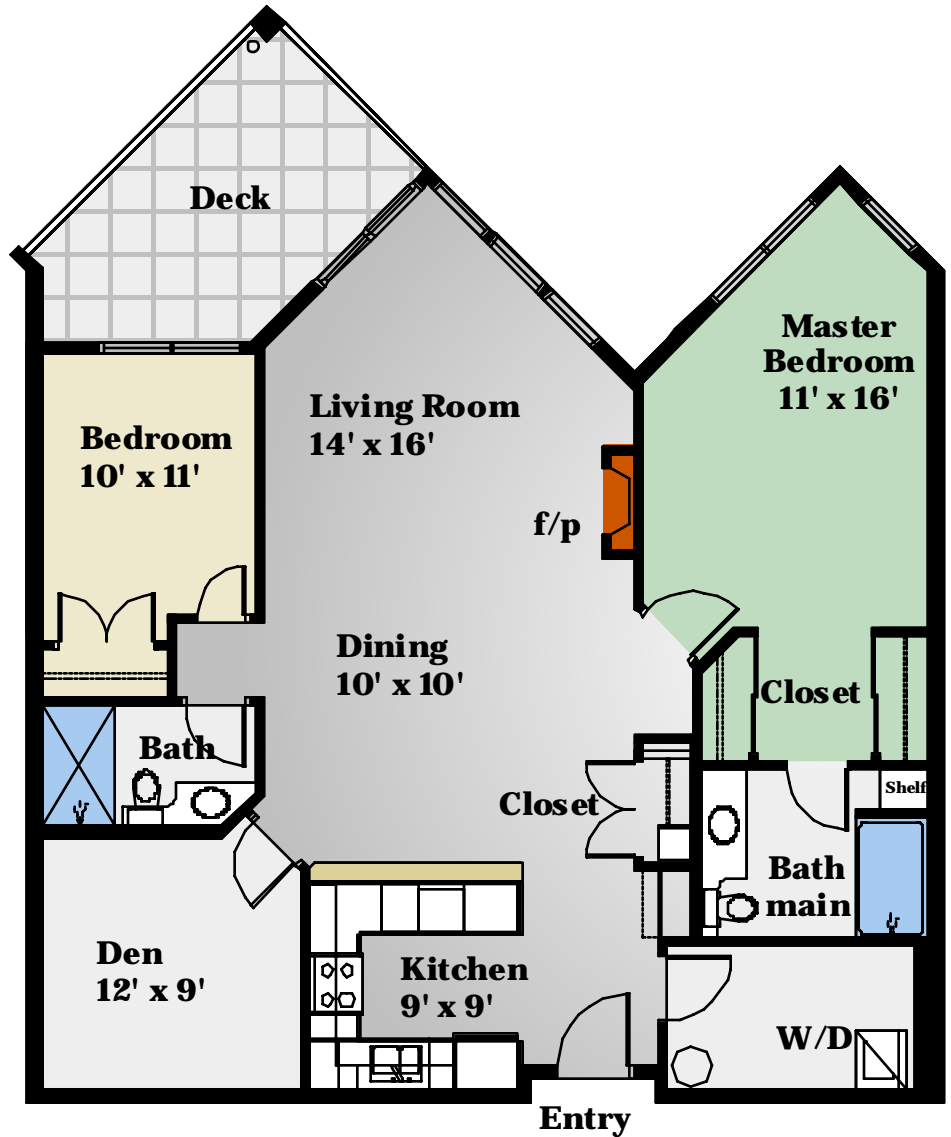 Deck
Master
Bedroom
11' x 16'
Living Room
14' x 16'
Bedroom
10' x 11'
f/p
Dining
10' x 10'
Closet
Bath
Closet
Shelf
Bath
main
Den
12' x 9'
Kitchen
9' x 9'
W/D
Entry